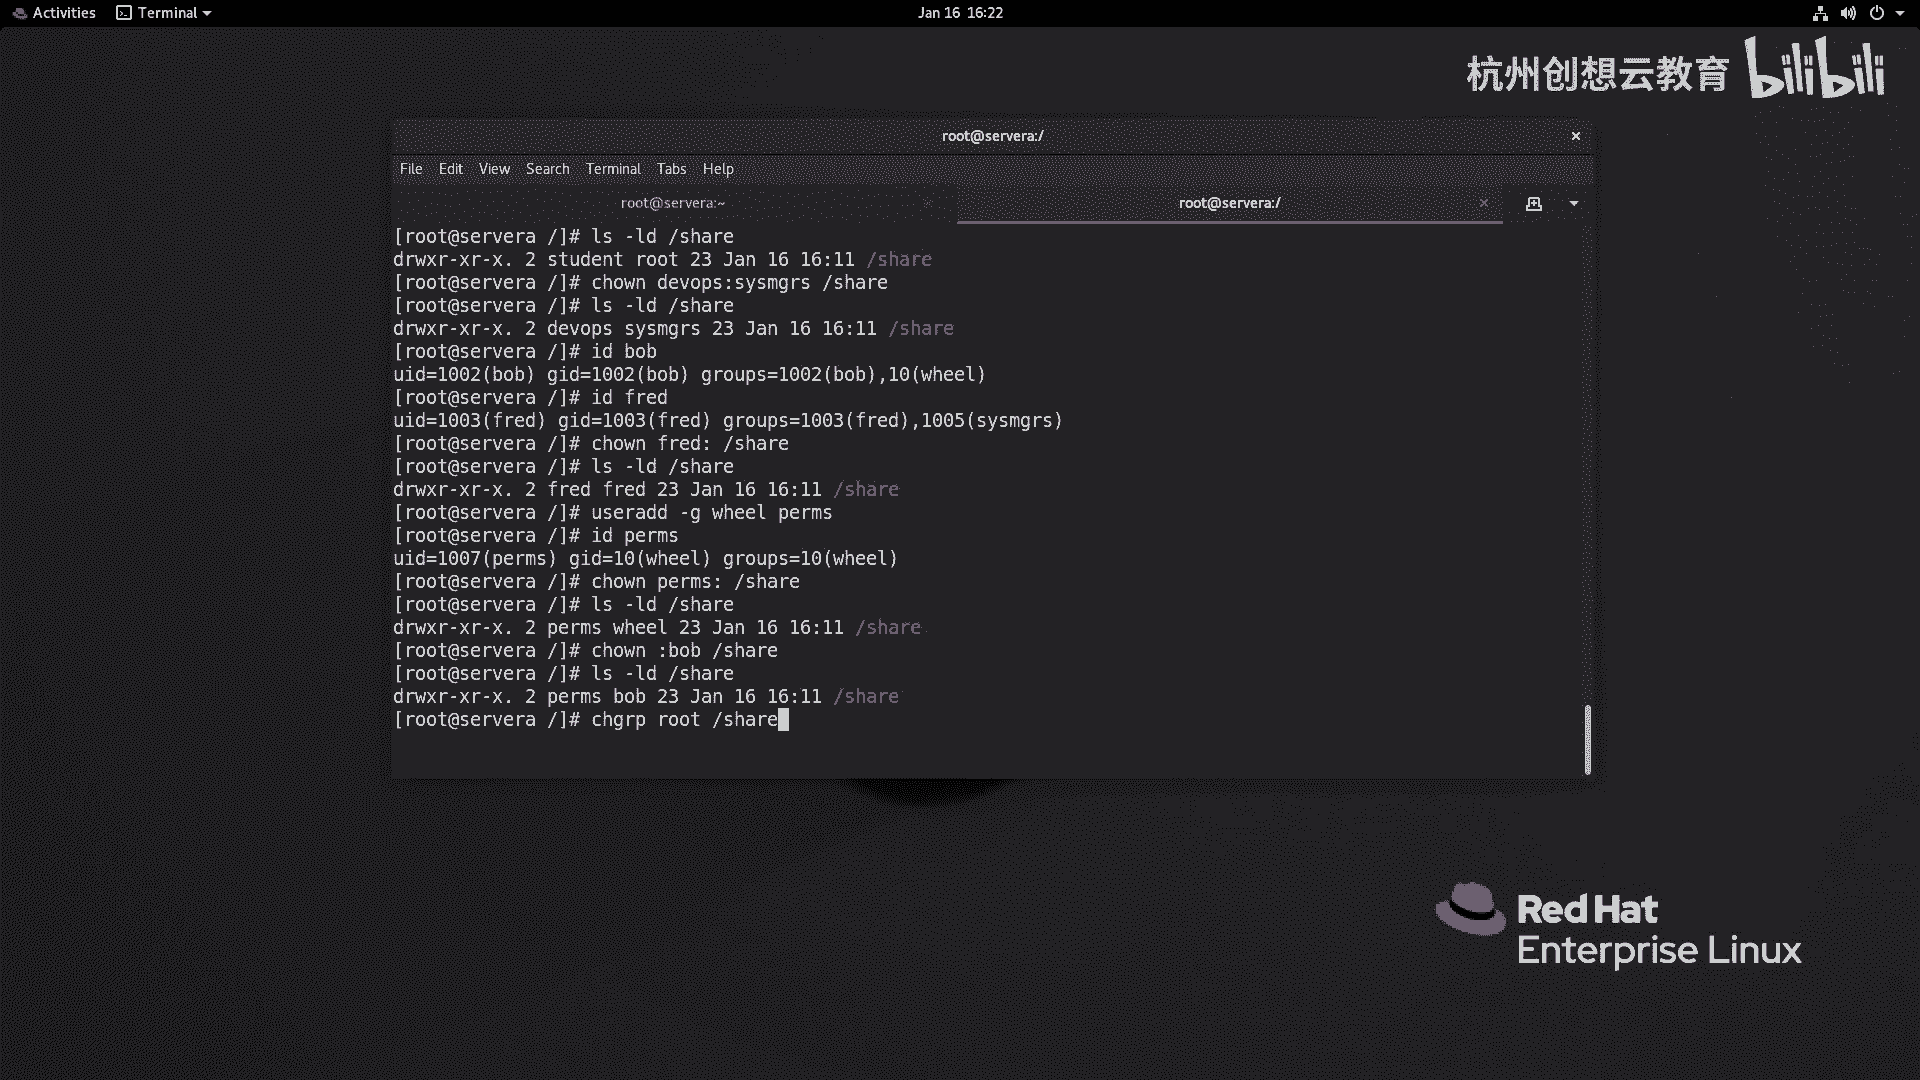 Activities Terminal Jan 16 16:22
杭州创想云教育 bilibili
root@servera:/
File Edit View Search Terminal Tabs Help
root@servera:~ root@servera:/
[root@servera /]# ls -ld /share
drwxr-xr-x. 2 student root 23 Jan 16 16:11 /share
[root@servera /]# chown devops:sysmgrs /share
[root@servera /]# ls -ld /share
drwxr-xr-x. 2 devops sysmgrs 23 Jan 16 16:11 /share
[root@servera /]# id bob
uid=1002(bob) gid=1002(bob) groups=1002(bob),10(wheel)
[root@servera /]# id fred
uid=1003(fred) gid=1003(fred) groups=1003(fred),1005(sysmgrs)
[root@servera /]# chown fred: /share
[root@servera /]# ls -ld /share
drwxr-xr-x. 2 fred fred 23 Jan 16 16:11 /share
[root@servera /]# useradd -g wheel perms
[root@servera /]# id perms
uid=1007(perms) gid=10(wheel) groups=10(wheel)
[root@servera /]# chown perms: /share
[root@servera /]# ls -ld /share
drwxr-xr-x. 2 perms wheel 23 Jan 16 16:11 /share
[root@servera /]# chown :bob /share
[root@servera /]# ls -ld /share
drwxr-xr-x. 2 perms bob 23 Jan 16 16:11 /share
[root@servera /]# chgrp root /share
Red Hat
Enterprise Linux